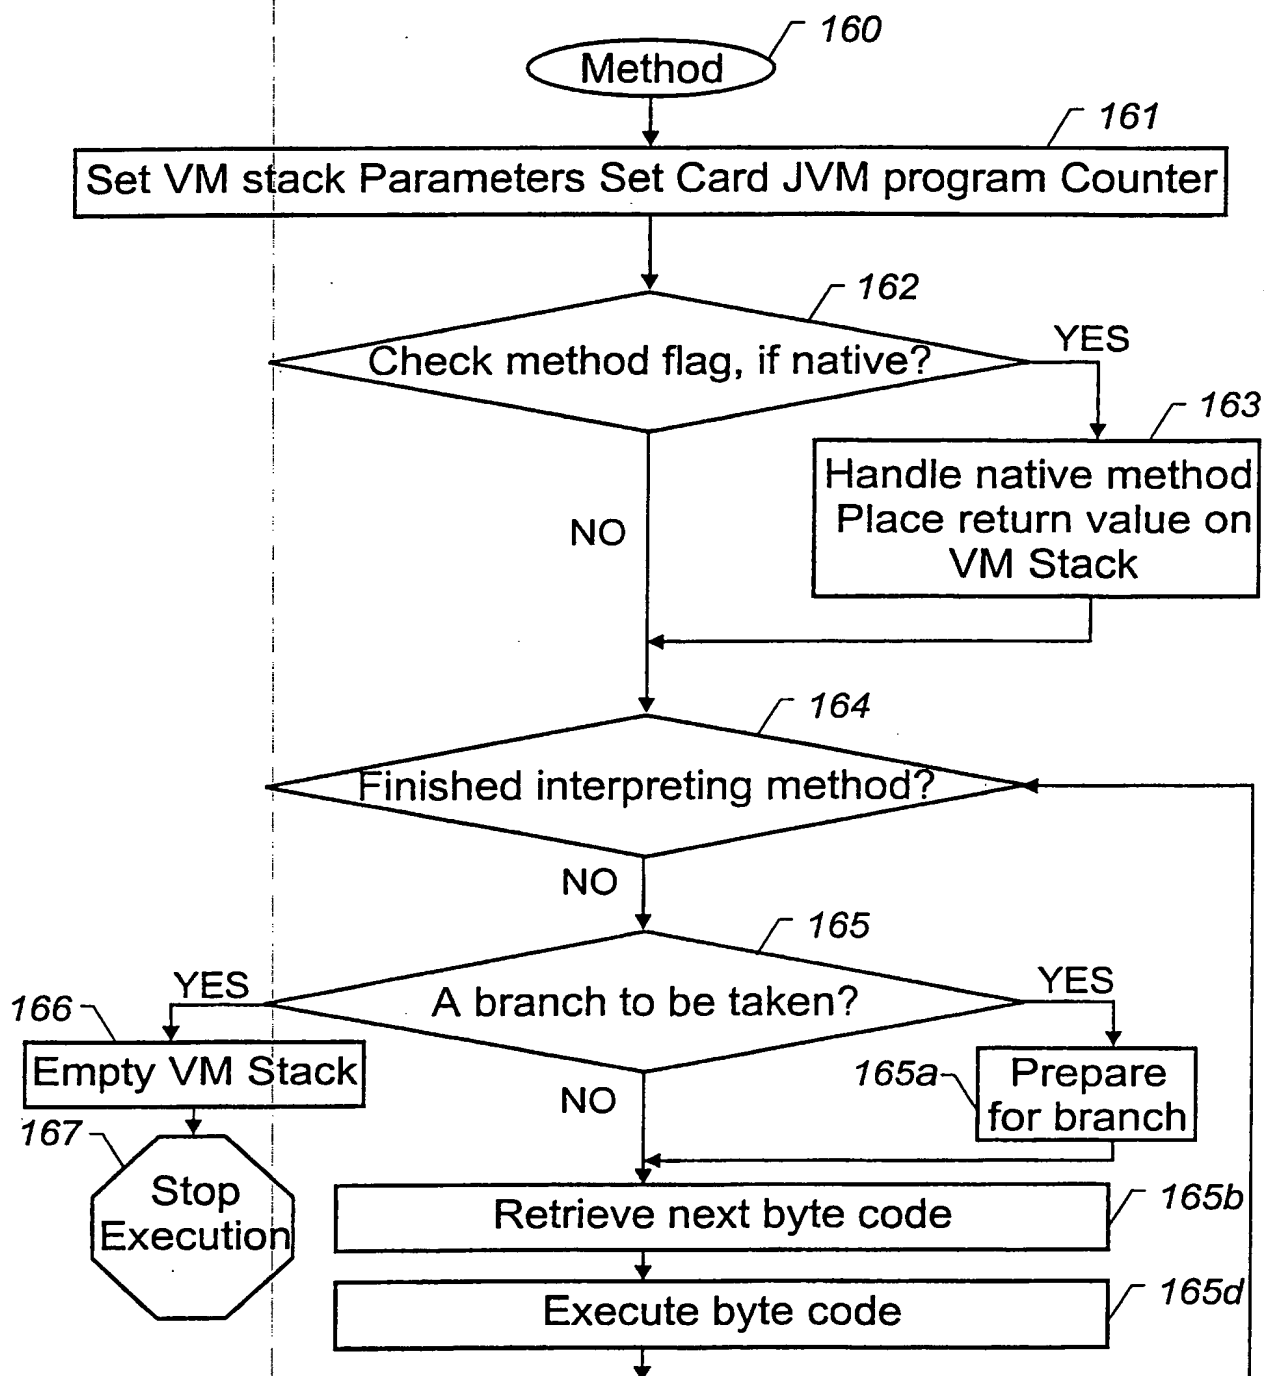 160
Method
161
Set VM stack Parameters Set Card JVM program Counter
162
Check method flag, if native?
YES
163
Handle native method
Place return value on
VM Stack
NO
164
Finished interpreting method?
NO
165
A branch to be taken?
YES
YES
166
Empty VM Stack
165a
Prepare
for branch
NO
167
Stop
Execution
Retrieve next byte code
165b
Execute byte code
165d